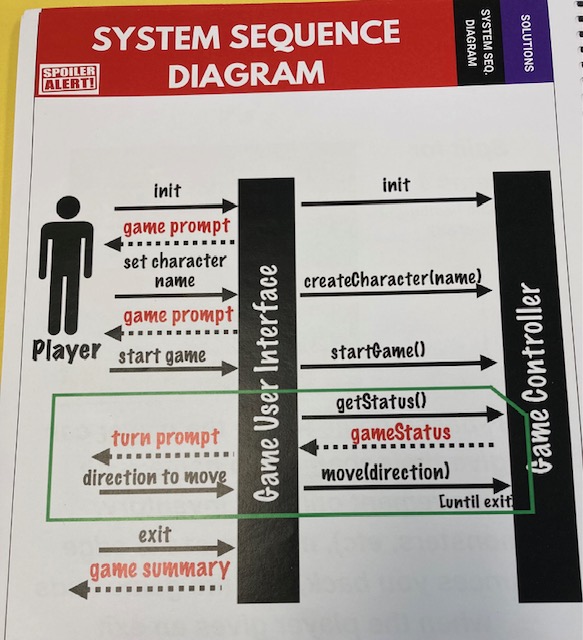 SYSTEM SEQUENCE
DIAGRAM
SPOILER
ALERT!
SYSTEM SEQ.
DIAGRAM
SOLUTIONS
init
init
game prompt
set character
name
createCharacter(name)
game prompt
Player
start game
startGame()
Game User Interface
Game Controller
getStatus()
turn prompt
gameStatus
direction to move
move(direction)
[until exit
exit
game summary